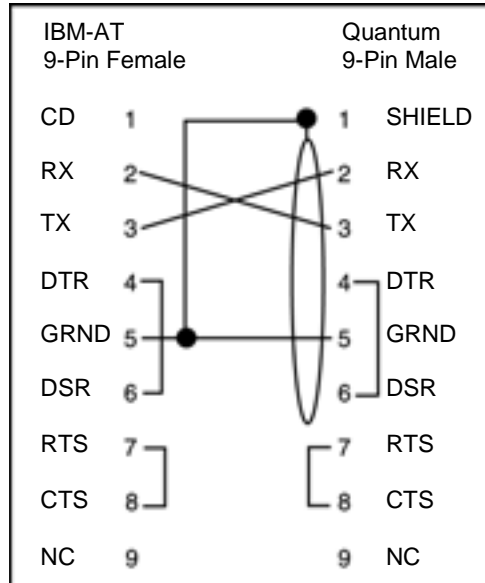 IBM-AT Quantum
9-Pin Female 9-Pin Male
CD 1 1 SHIELD
RX 2 2 RX
TX 3 3 TX
DTR 4 4 DTR
GRND 5 5 GRND
DSR 6 6 DSR
RTS 7 7 RTS
CTS 8 8 CTS
NC 9 9 NC